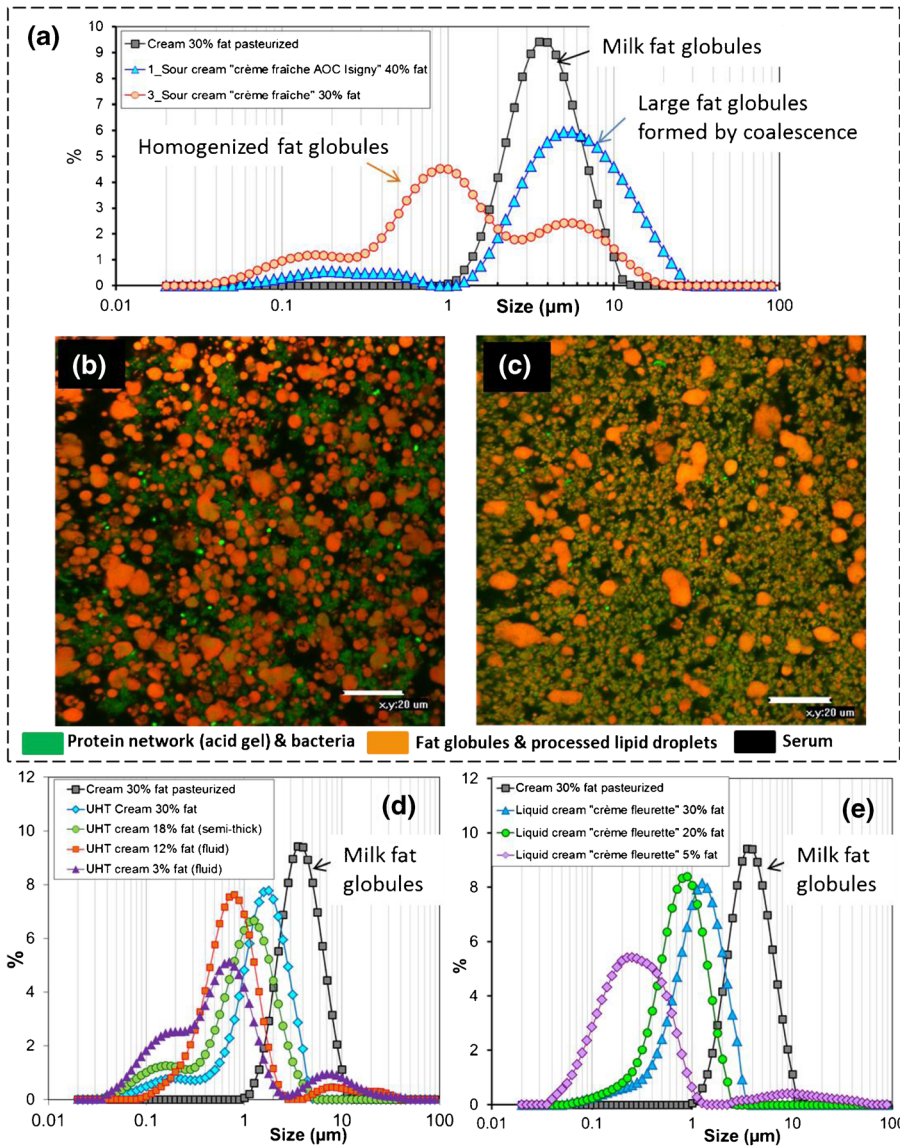 (a)
10
9
8
7
6
5
4
3
2
1
0
%
Cream 30% fat pasteurized
1_Sour cream "crème fraîche AOC Isigny" 40% fat
3_Sour cream "crème fraîche" 30% fat
Milk fat globules
Large fat globules
formed by coalescence
Homogenized fat globules
0.01 0.1 1 10 100
Size (µm)
(b)
x,y:20 um
(c)
x,y:20 um
Protein network (acid gel) & bacteria
Fat globules & processed lipid droplets
Serum
12
10
8
6
4
2
0
%
Cream 30% fat pasteurized
UHT Cream 30% fat
UHT cream 18% fat (semi-thick)
UHT cream 12% fat (fluid)
UHT cream 3% fat (fluid)
(d)
Milk fat
globules
0.01 0.1 1 10 100
Size (µm)
12
10
8
6
4
2
0
%
Cream 30% fat pasteurized
Liquid cream "crème fleurette" 30% fat
Liquid cream "crème fleurette" 20% fat
Liquid cream "crème fleurette" 5% fat
(e)
Milk fat
globules
0.01 0.1 1 10 100
Size (µm)